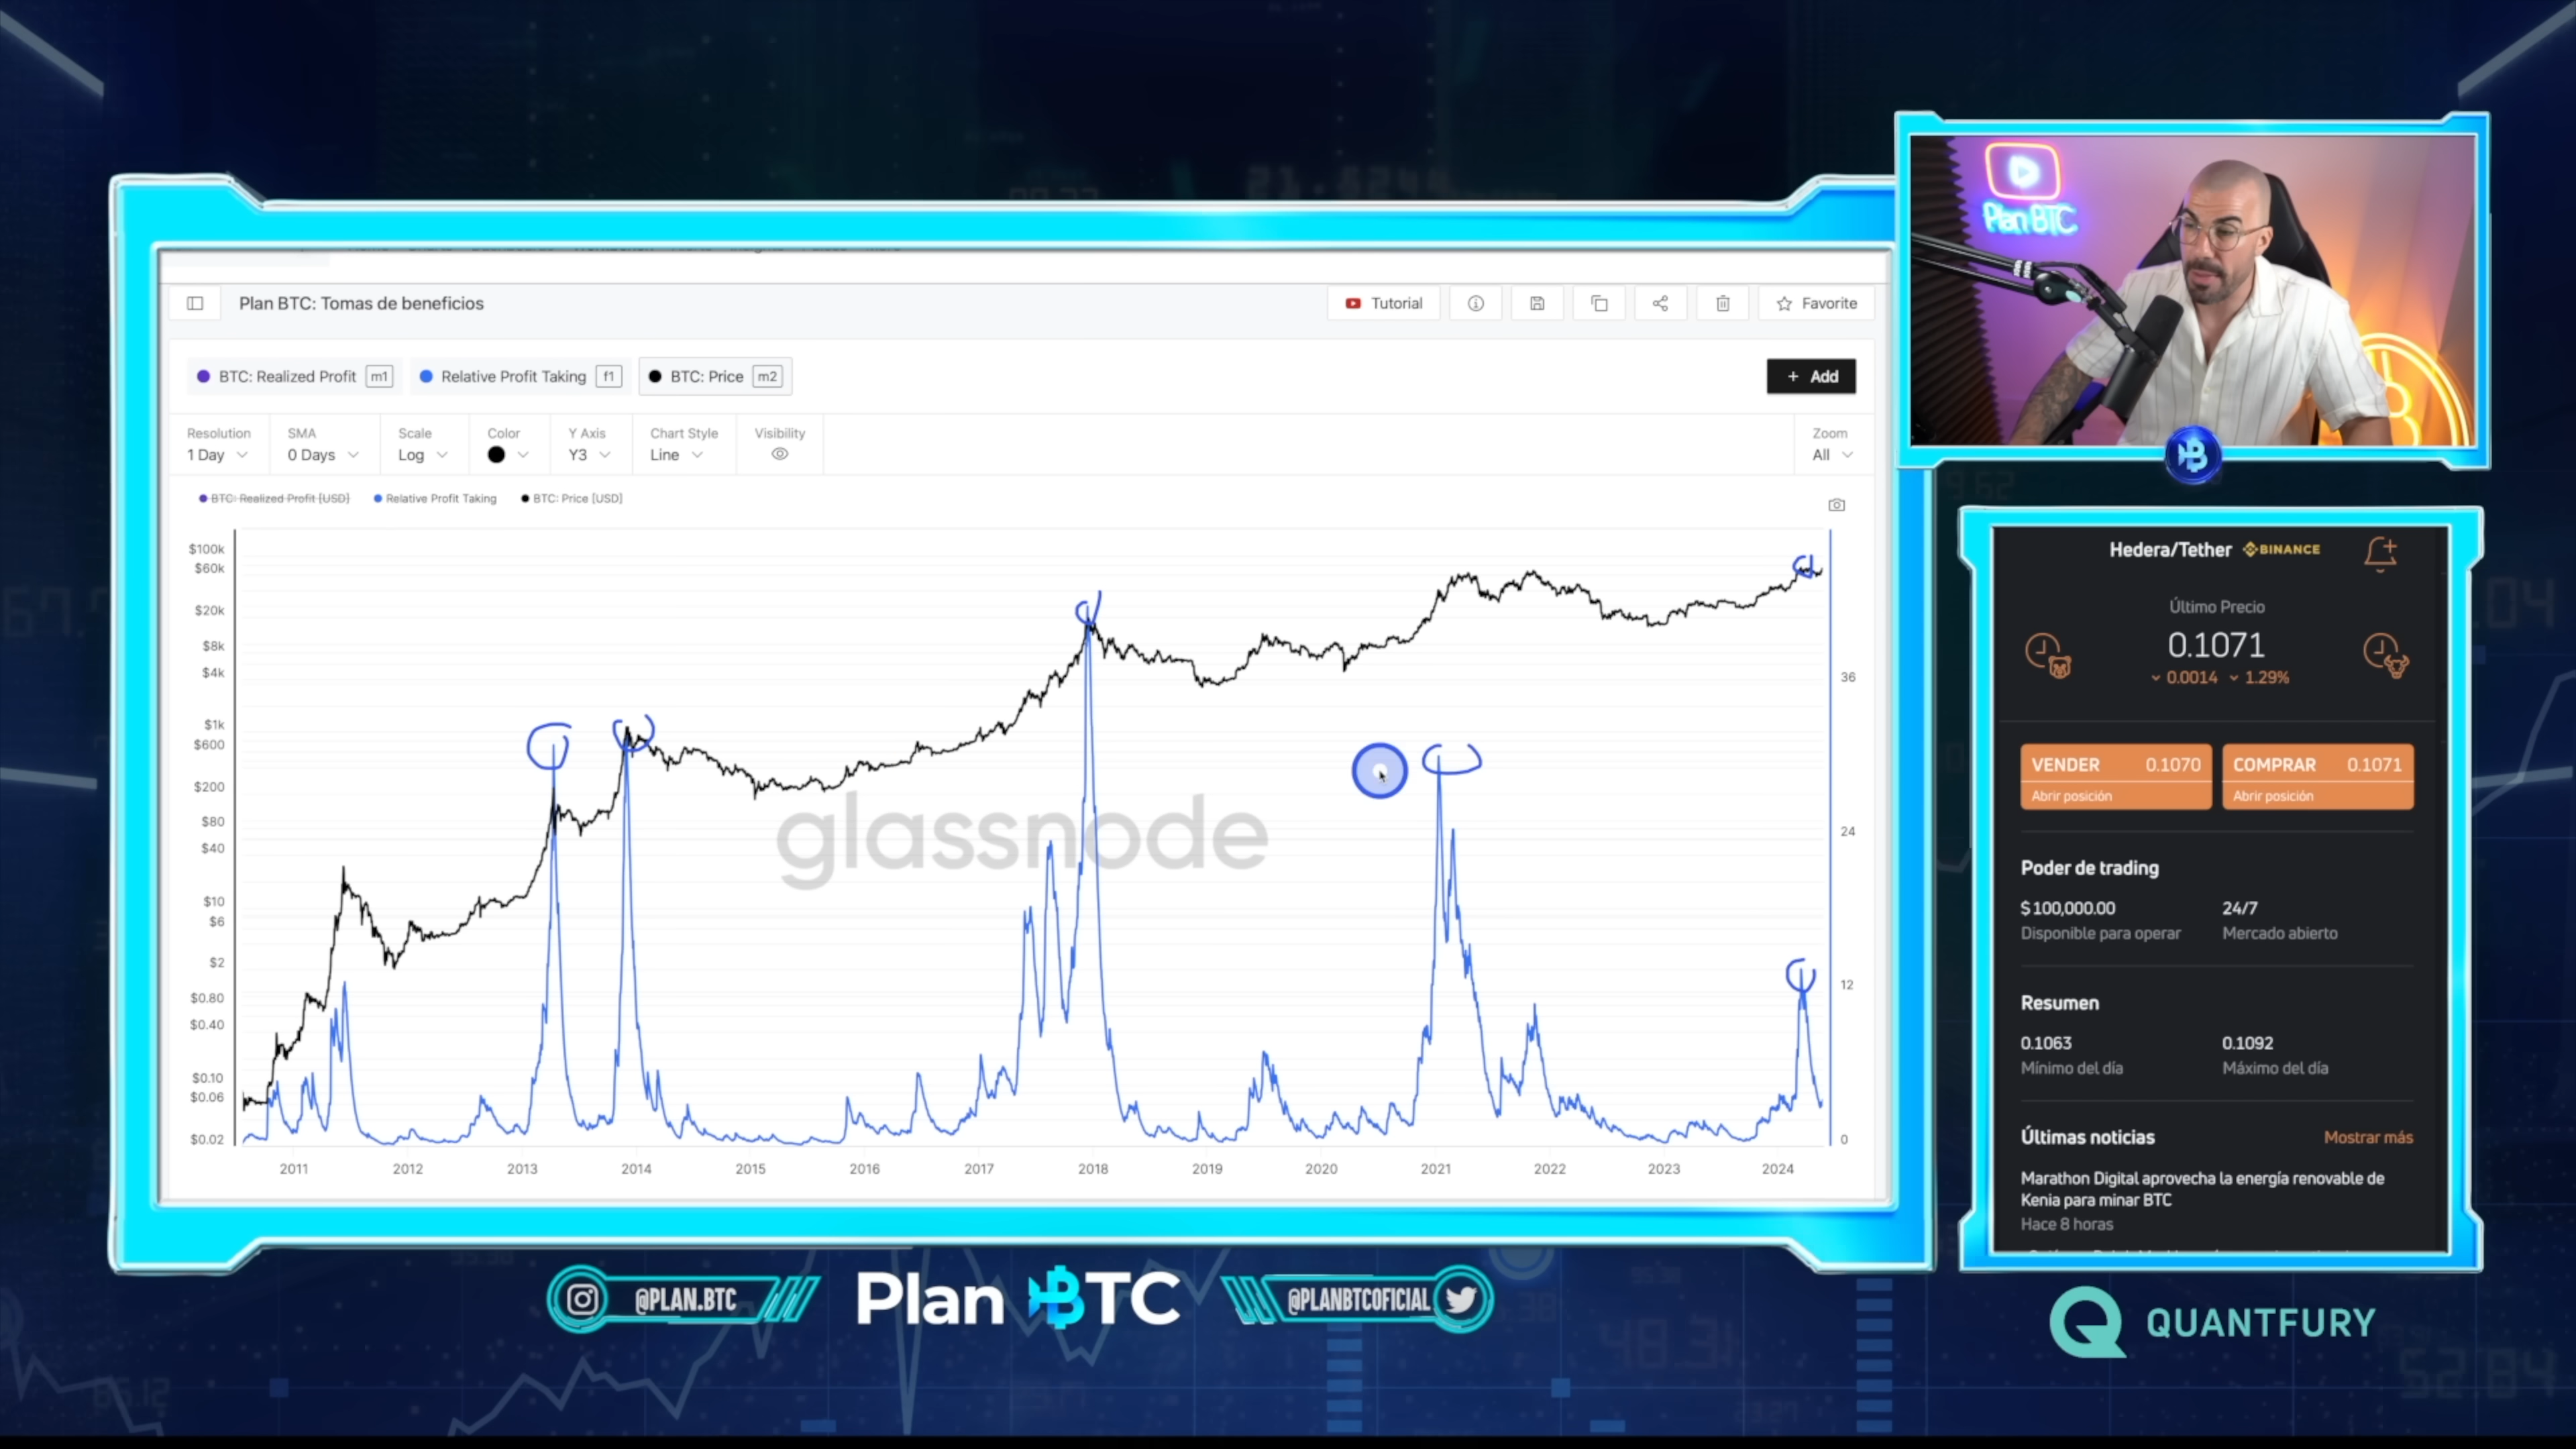 Plan BTC: Tomas de beneficios
Tutorial
Favorite
BTC: Realized Profit m1
Relative Profit Taking f1
BTC: Price m2
+ Add
Resolution
1 Day
SMA
0 Days
Scale
Log
Color
Y Axis
Y3
Chart Style
Line
Visibility
Zoom
All
BTC: Realized Profit [USD]
Relative Profit Taking
BTC: Price [USD]
$100k
$60k
$20k
$8k
$4k
$1k
$600
$200
$80
$40
$10
$6
$2
$0.80
$0.40
$0.10
$0.06
$0.02
36
24
12
0
glassnode
2011 2012 2013 2014 2015 2016 2017 2018 2019 2020 2021 2022 2023 2024
Plan BTC
Hedera/Tether BINANCE
Último Precio
0.1071
0.0014 1.29%
VENDER 0.1070
Abrir posición
COMPRAR 0.1071
Abrir posición
Poder de trading
$100,000.00
Disponible para operar
24/7
Mercado abierto
Resumen
0.1063
Mínimo del día
0.1092
Máximo del día
Últimas noticias
Mostrar más
Marathon Digital aprovecha la energía renovable de
Kenia para minar BTC
Hace 8 horas
@PLAN.BTC
Plan BTC
@PLANBTCOFICIAL
QUANTFURY